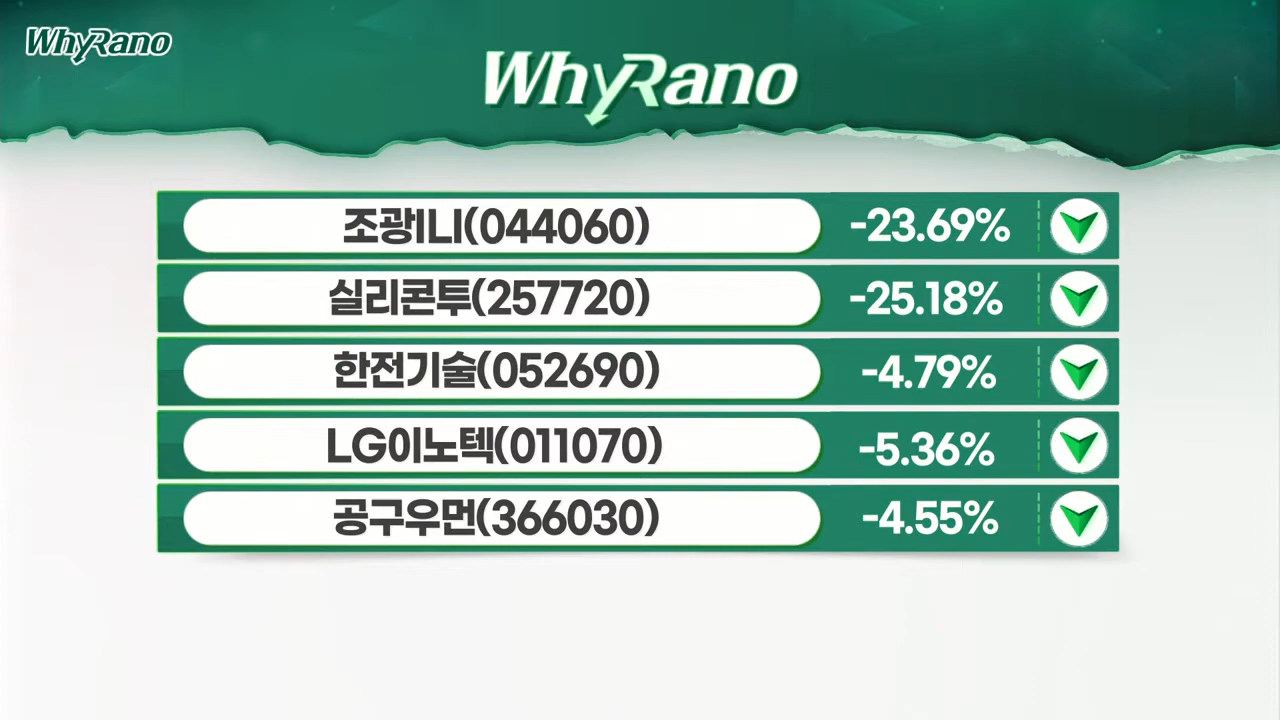 WhyRano
WhyRano
조광ILI(044060) -23.69%
실리콘투(257720) -25.18%
한전기술(052690) -4.79%
LG이노텍(011070) -5.36%
공구우먼(366030) -4.55%